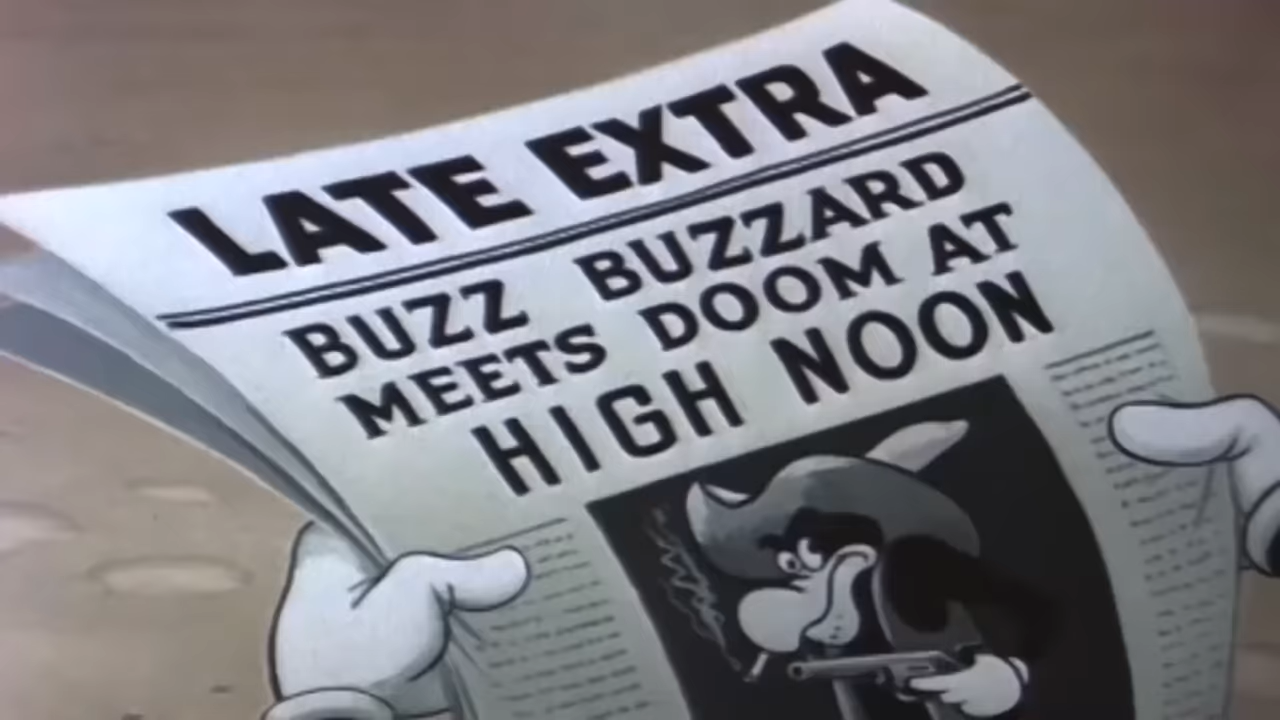 LATE EXTRA
BUZZ BUZZARD
MEETS DOOM AT
HIGH NOON